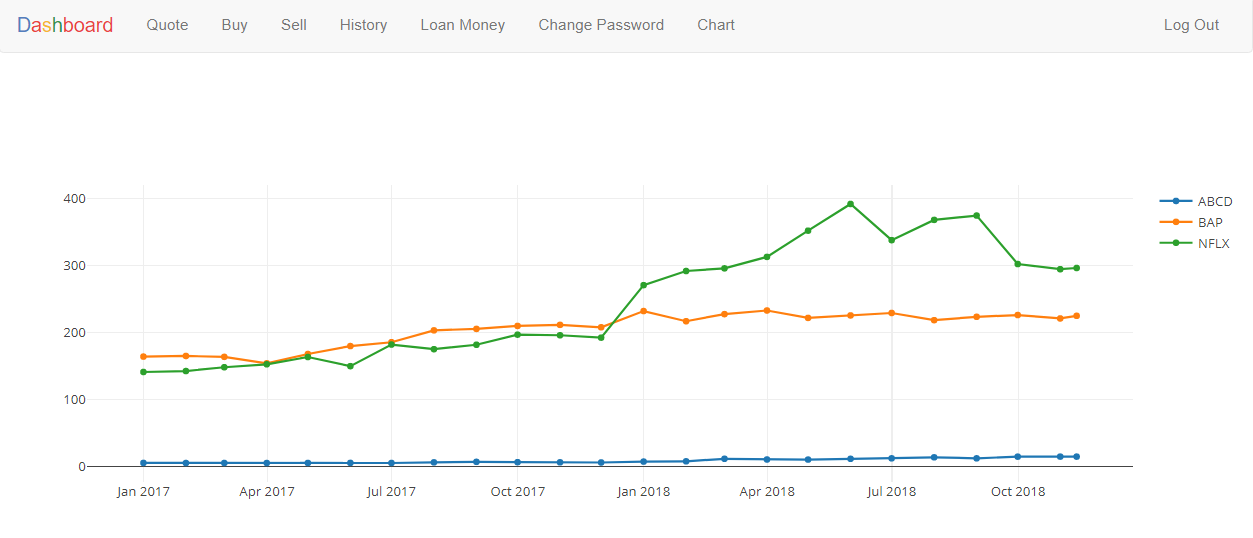 Dashboard Quote Buy Sell History Loan Money Change Password Chart Log Out
400
300
200
100
0
Jan 2017 Apr 2017 Jul 2017 Oct 2017 Jan 2018 Apr 2018 Jul 2018 Oct 2018
ABCD
BAP
NFLX